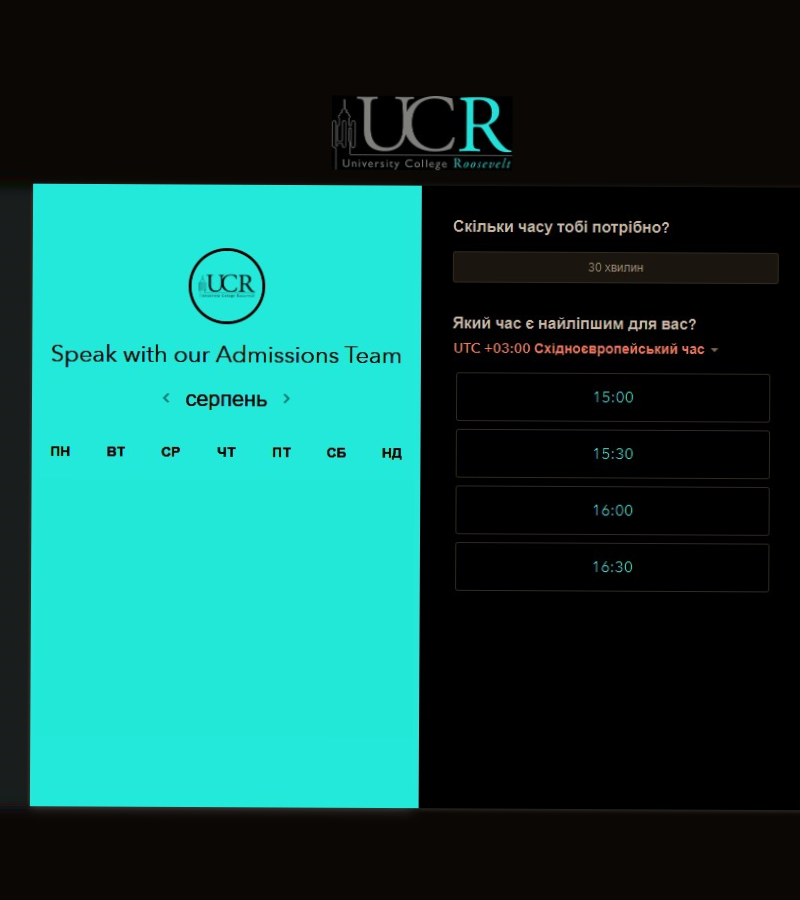 UCR
University College Roosevelt
UCR
University College Roosevelt
Speak with our Admissions Team
серпень
ПН ВТ СР ЧТ ПТ СБ НД
Скільки часу тобі потрібно?
30 хвилин
Який час є найліпшим для вас?
UTC +03:00 Східноєвропейський час
15:00
15:30
16:00
16:30